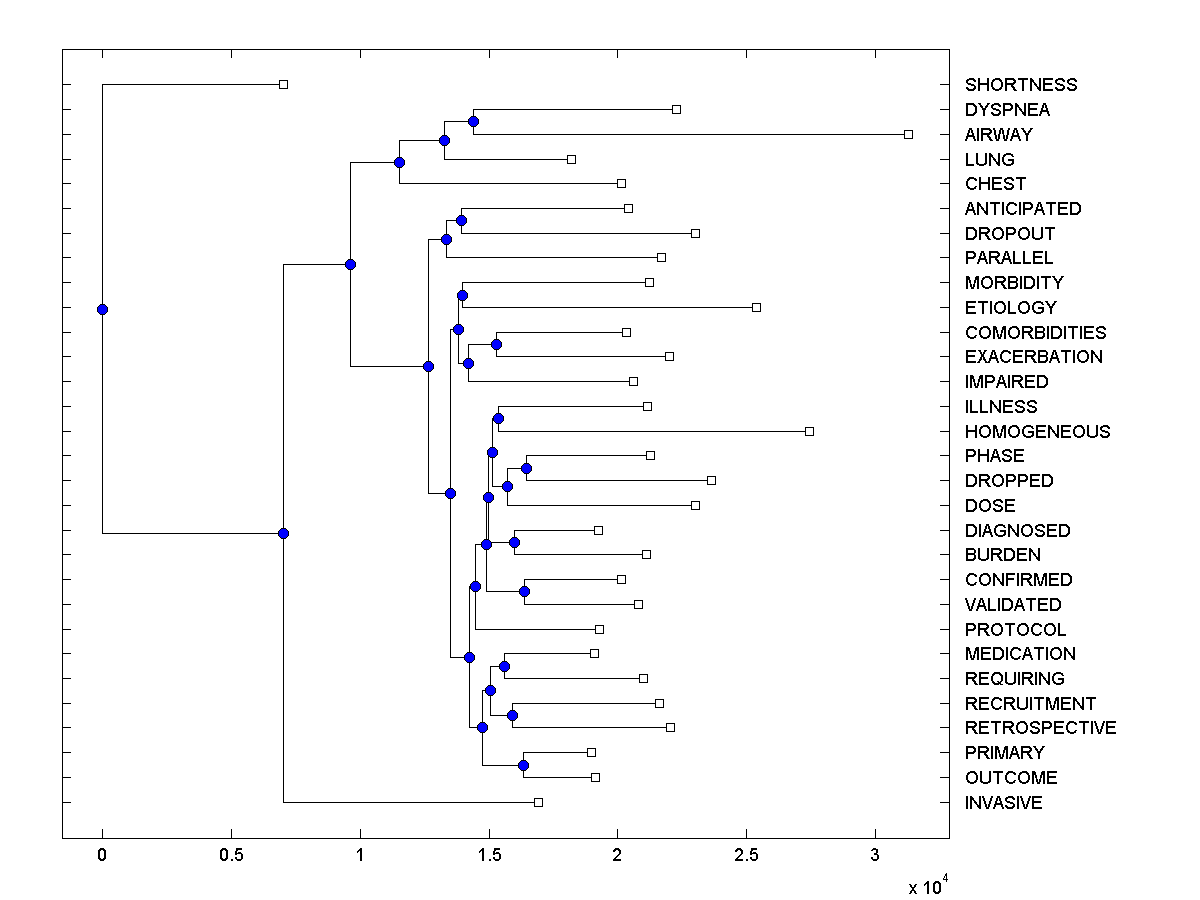 SHORTNESS
DYSPNEA
AIRWAY
LUNG
CHEST
ANTICIPATED
DROPOUT
PARALLEL
MORBIDITY
ETIOLOGY
COMORBIDITIES
EXACERBATION
IMPAIRED
ILLNESS
HOMOGENEOUS
PHASE
DROPPED
DOSE
DIAGNOSED
BURDEN
CONFIRMED
VALIDATED
PROTOCOL
MEDICATION
REQUIRING
RECRUITMENT
RETROSPECTIVE
PRIMARY
OUTCOME
INVASIVE
0 0.5 1 1.5 2 2.5 3
x 10^4